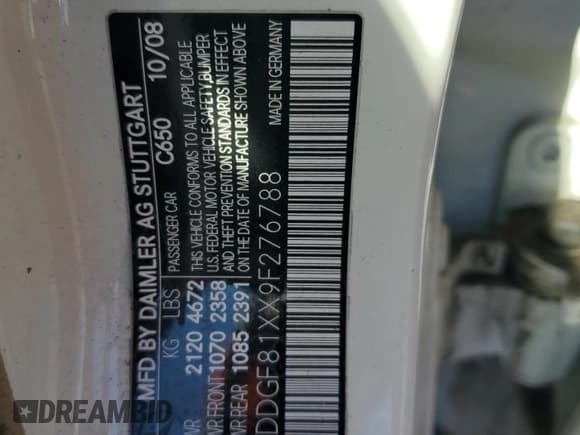 MFD BY DAIMLER AG STUTTGART
C650 10/08
KG LBS PASSENGER CAR
2120 4672 THIS VEHICLE CONFORMS TO ALL APPLICABLE
U.S. FEDERAL MOTOR VEHICLE SAFETY, BUMPER
FRONT 1070 2358 AND THEFT PREVENTION STANDARDS IN EFFECT
REAR 1085 2391 ON THE DATE OF MANUFACTURE SHOWN ABOVE
DDGF81XX9F276788 MADE IN GERMANY
DREAMBID